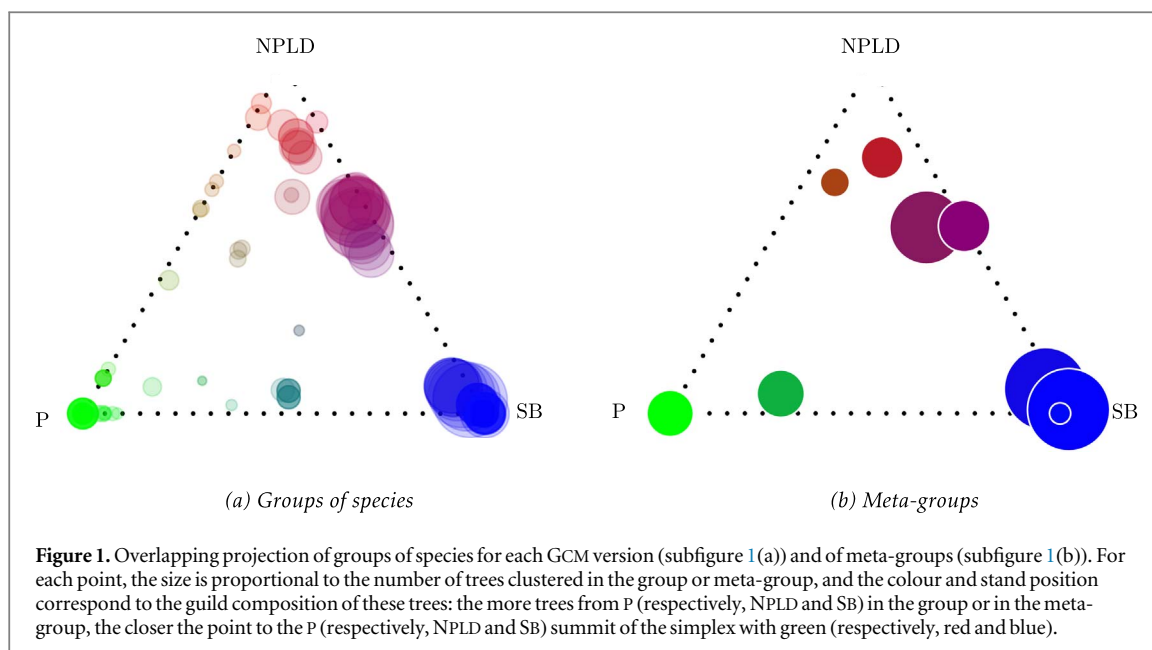 NPLD
NPLD
P
SB
P
SB
(a) Groups of species
(b) Meta-groups
Figure 1. Overlapping projection of groups of species for each GCM version (subfigure 1(a)) and of meta-groups (subfigure 1(b)). For
each point, the size is proportional to the number of trees clustered in the group or meta-group, and the colour and stand position
correspond to the guild composition of these trees: the more trees from P (respectively, NPLD and SB) in the group or in the meta-
group, the closer the point to the P (respectively, NPLD and SB) summit of the simplex with green (respectively, red and blue).